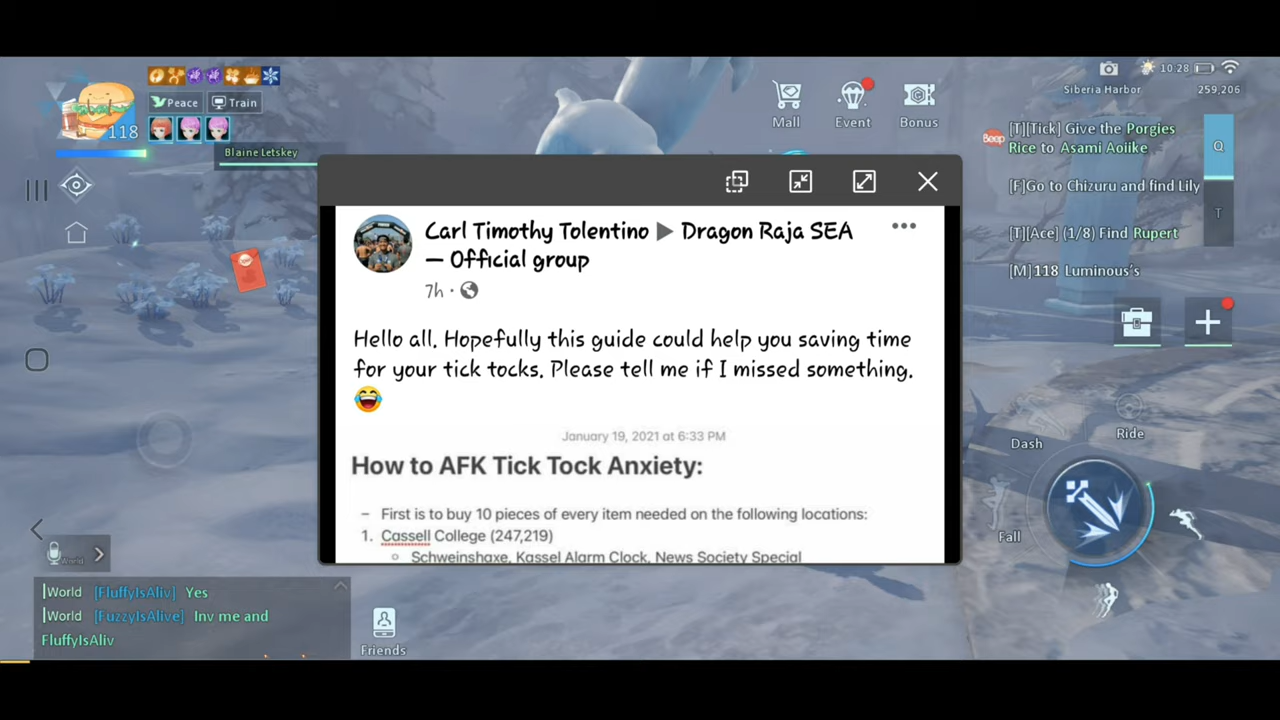 118
Peace
Train
Blaine Letskey
Mall
Event
Bonus
10:28
Siberia Harbor
259,206
[T][Tick] Give the Porgies
Rice to Asami Aoiike
Q
[F]Go to Chizuru and find Lily
T
[T][Ace] (1/8) Find Rupert
[M]118 Luminous's
Carl Timothy Tolentino ▶ Dragon Raja SEA
— Official group
7h ·
Hello all. Hopefully this guide could help you saving time
for your tick tocks. Please tell me if I missed something.
😂
January 19, 2021 at 6:33 PM
How to AFK Tick Tock Anxiety:
– First is to buy 10 pieces of every item needed on the following locations:
1. Cassell College (247,219)
○ Schweinshaxe, Kassel Alarm Clock, News Society Special
Dash
Ride
Fall
World
World [FluffyIsAliv] Yes
World [FuzzyIsAlive] Inv me and
FluffyIsAliv
Friends